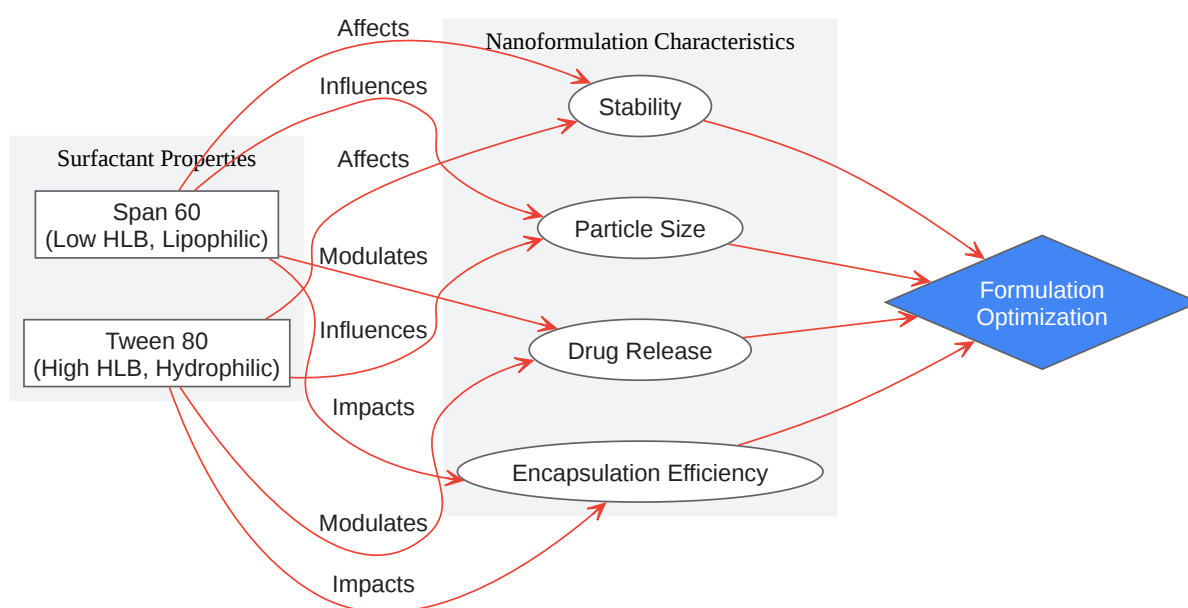 Affects
Nanoformulation Characteristics
Influences
Stability
Surfactant Properties
Affects
Span 60
(Low HLB, Lipophilic)
Particle Size
Modulates
Formulation
Optimization
Influences
Tween 80
(High HLB, Hydrophilic)
Drug Release
Impacts
Encapsulation Efficiency
Modulates
Impacts